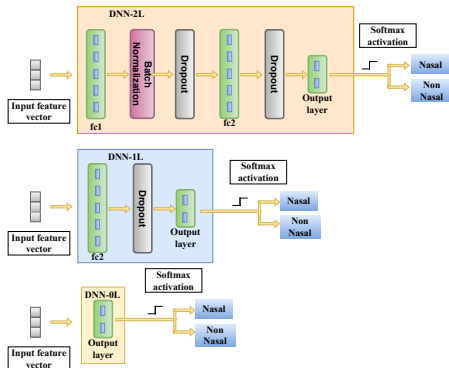 DNN-2L
Softmax
activation
Batch
Normalization
Dropout
Dropout
Nasal
Non
Nasal
Input feature
vector
fc1
fc2
Output
layer
DNN-1L
Softmax
activation
Dropout
Nasal
Non
Nasal
Input feature
vector
fc2
Output
layer
Softmax
activation
DNN-0L
Nasal
Non
Nasal
Input feature
vector
Output
layer